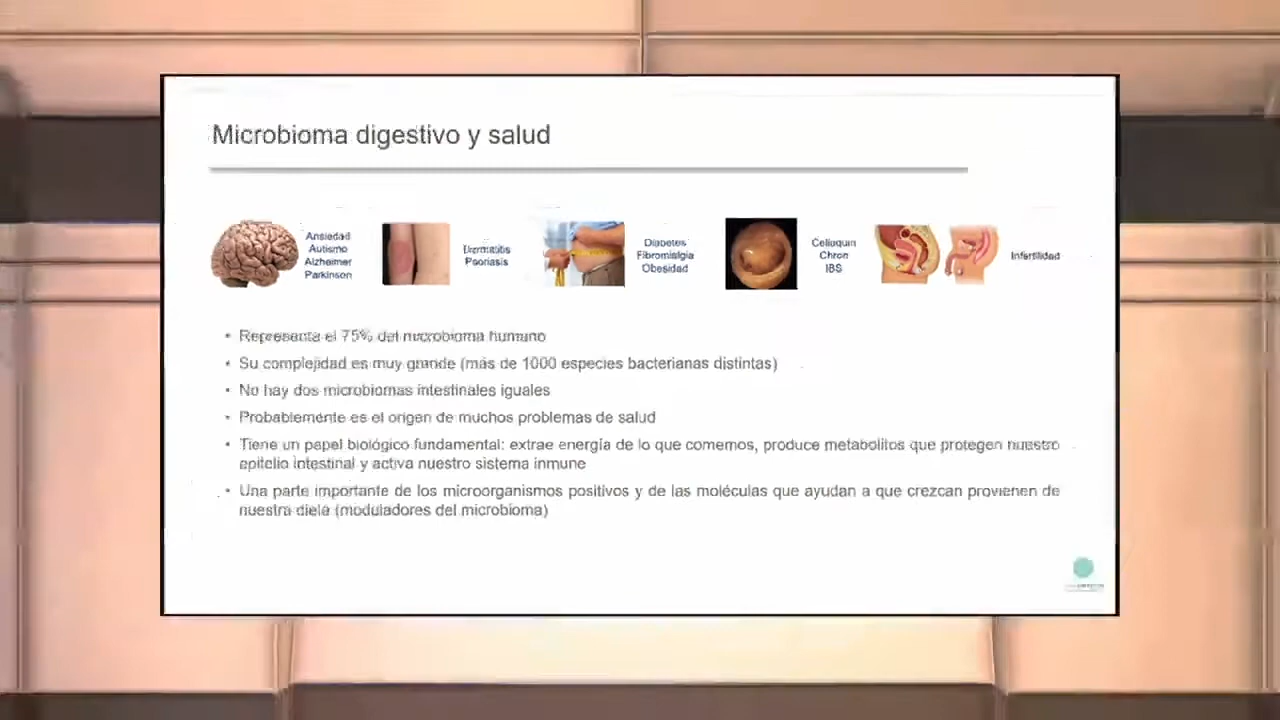 Microbioma digestivo y salud
Ansiedad
Autismo
Alzheimer
Parkinson
Dermatitis
Psoriasis
Diabetes
Fibromialgia
Obesidad
Celiaquin
Chron
IBS
Infertilidad
• Representa el 75% del microbioma humano
• Su complejidad es muy grande (más de 1000 especies bacterianas distintas)
• No hay dos microbiomas intestinales iguales
• Probablemente es el origen de muchos problemas de salud
• Tiene un papel biológico fundamental: extrae energía de lo que comemos, produce metabolitos que protegen nuestro
epitelio intestinal y activa nuestro sistema inmune
• Una parte importante de los microorganismos positivos y de las moléculas que ayudan a que crezcan provienen de
nuestra dieta (moduladores del microbioma)